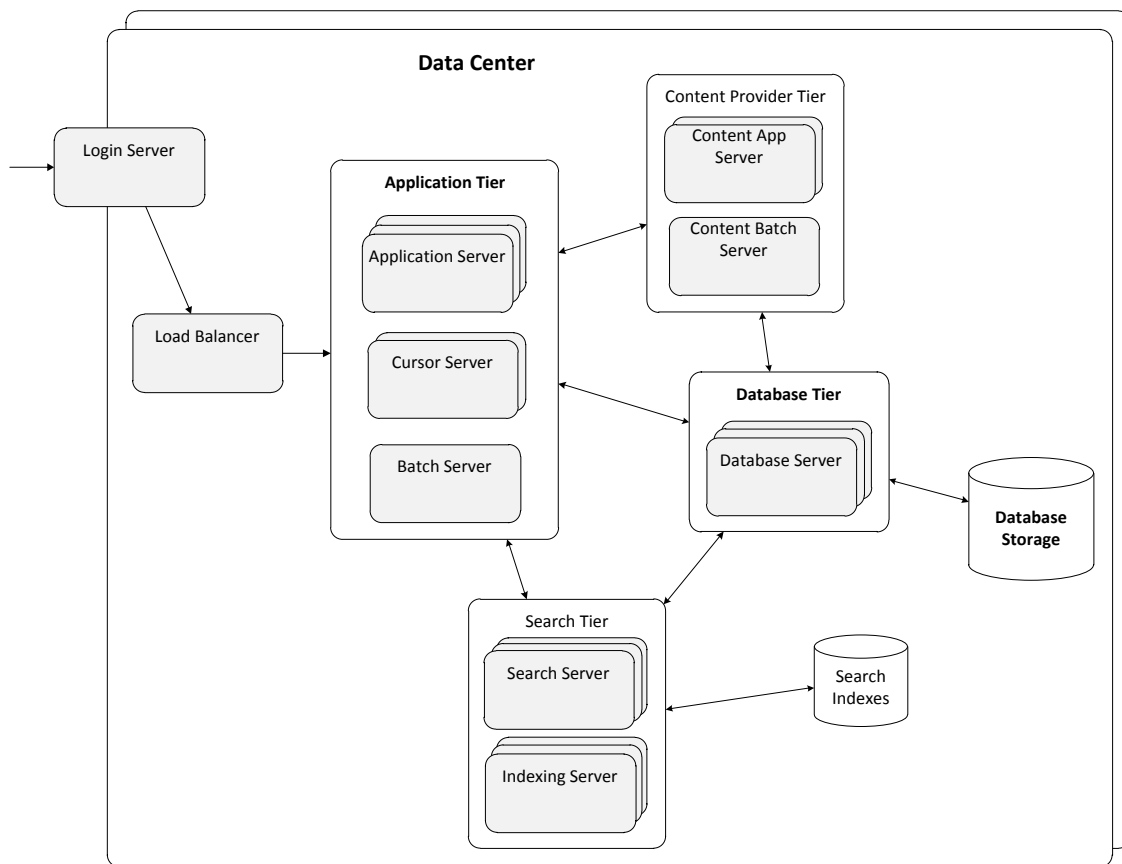 Data Center
Login Server
Load Balancer
Application Tier
Application Server
Cursor Server
Batch Server
Content Provider Tier
Content App
Server
Content Batch
Server
Database Tier
Database Server
Database
Storage
Search Tier
Search Server
Indexing Server
Search
Indexes